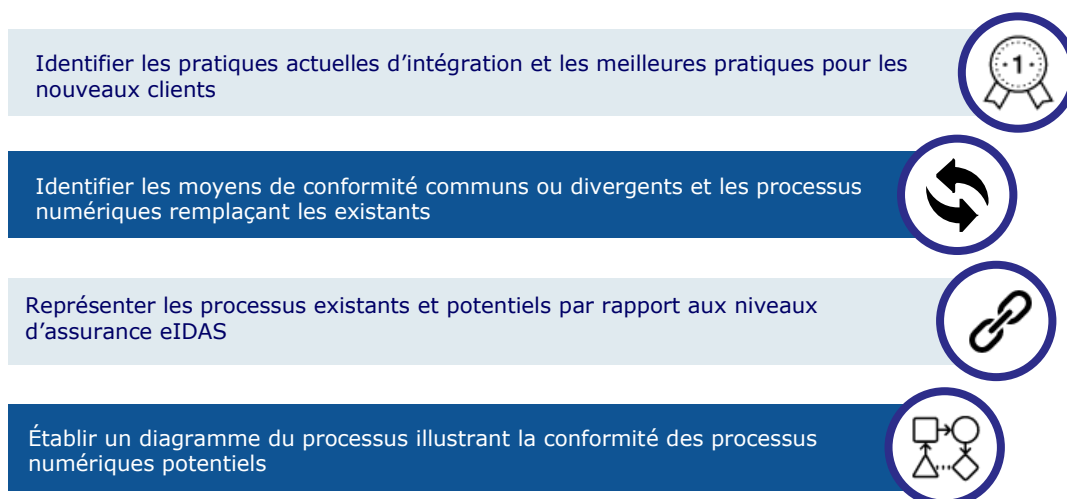 Identifier les pratiques actuelles d’intégration et les meilleures pratiques pour les
nouveaux clients
1
Identifier les moyens de conformité communs ou divergents et les processus
numériques remplaçant les existants
Représenter les processus existants et potentiels par rapport aux niveaux
d’assurance eIDAS
Établir un diagramme du processus illustrant la conformité des processus
numériques potentiels